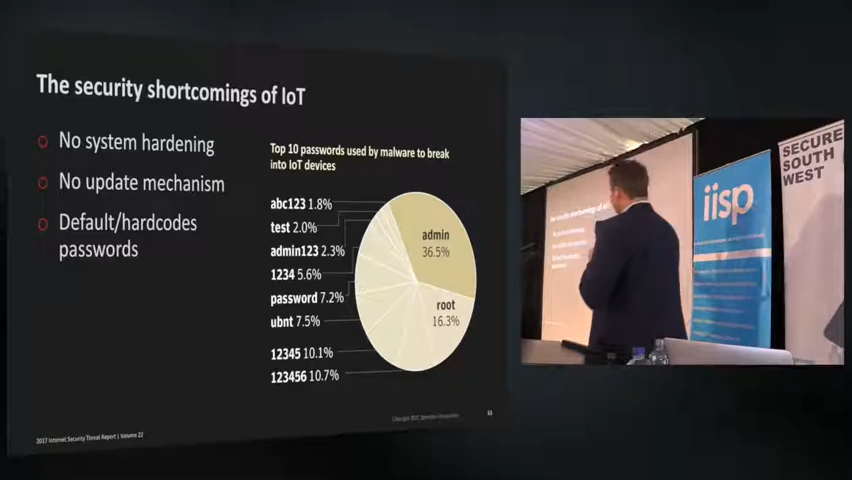 The security shortcomings of IoT
No system hardening
No update mechanism
Default/hardcodes
passwords
Top 10 passwords used by malware to break
into IoT devices
abc123 1.8%
test 2.0%
admin123 2.3%
1234 5.6%
password 7.2%
ubnt 7.5%
12345 10.1%
123456 10.7%
admin
36.5%
root
16.3%
2017 Internet Security Threat Report | Volume 22
63
iisp
SECURE
SOUTH
WEST